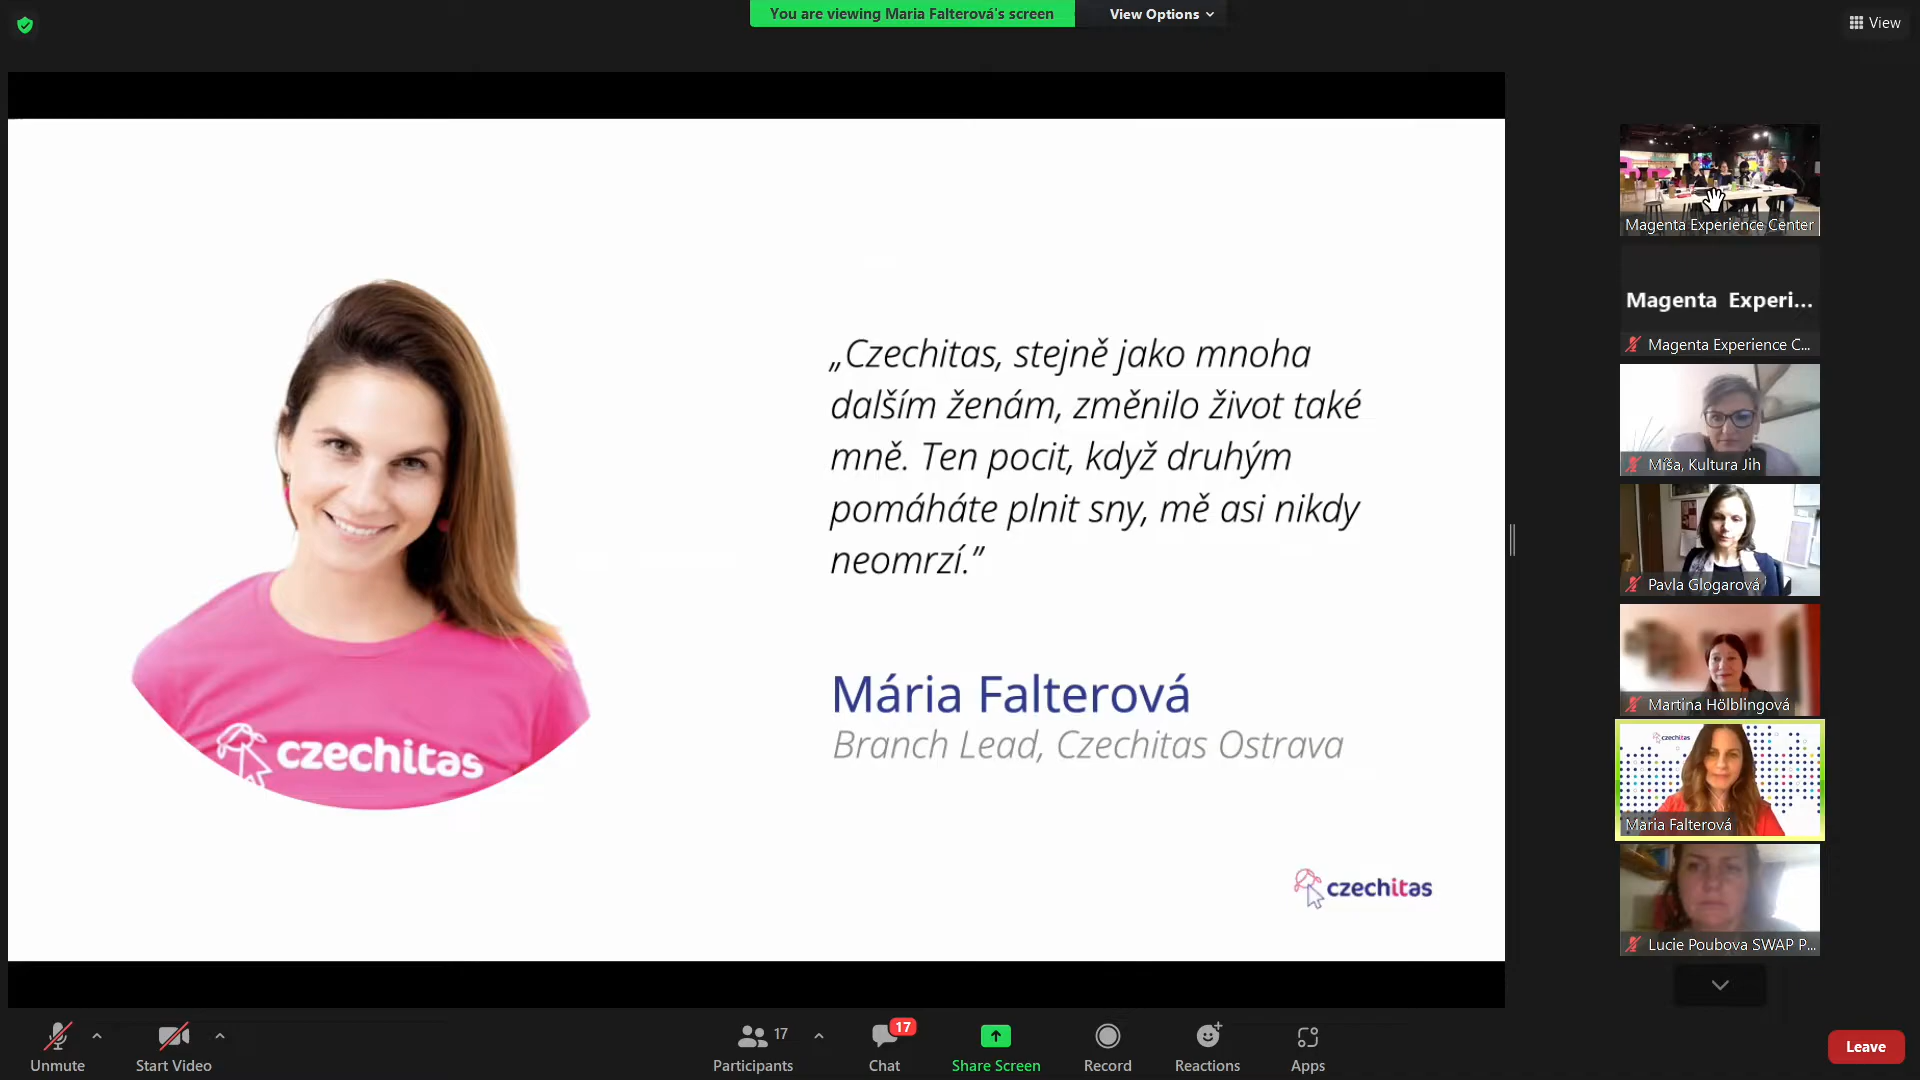 You are viewing Maria Falterová's screen
View Options
View
„Czechitas, stejně jako mnoha
dalším ženám, změnilo život také
mně. Ten pocit, když druhým
pomáháte plnit sny, mě asi nikdy
neomrzí.”
Mária Falterová
Branch Lead, Czechitas Ostrava
czechitas
czechitas
Magenta Experience Center
Magenta Experi...
Magenta Experience C...
Míša, Kultura Jih
Pavla Glogarová
Martina Hölblingová
czechitas
Maria Falterová
Lucie Poubova SWAP P...
Unmute
Start Video
17
Participants
17
Chat
Share Screen
Record
Reactions
Apps
Leave